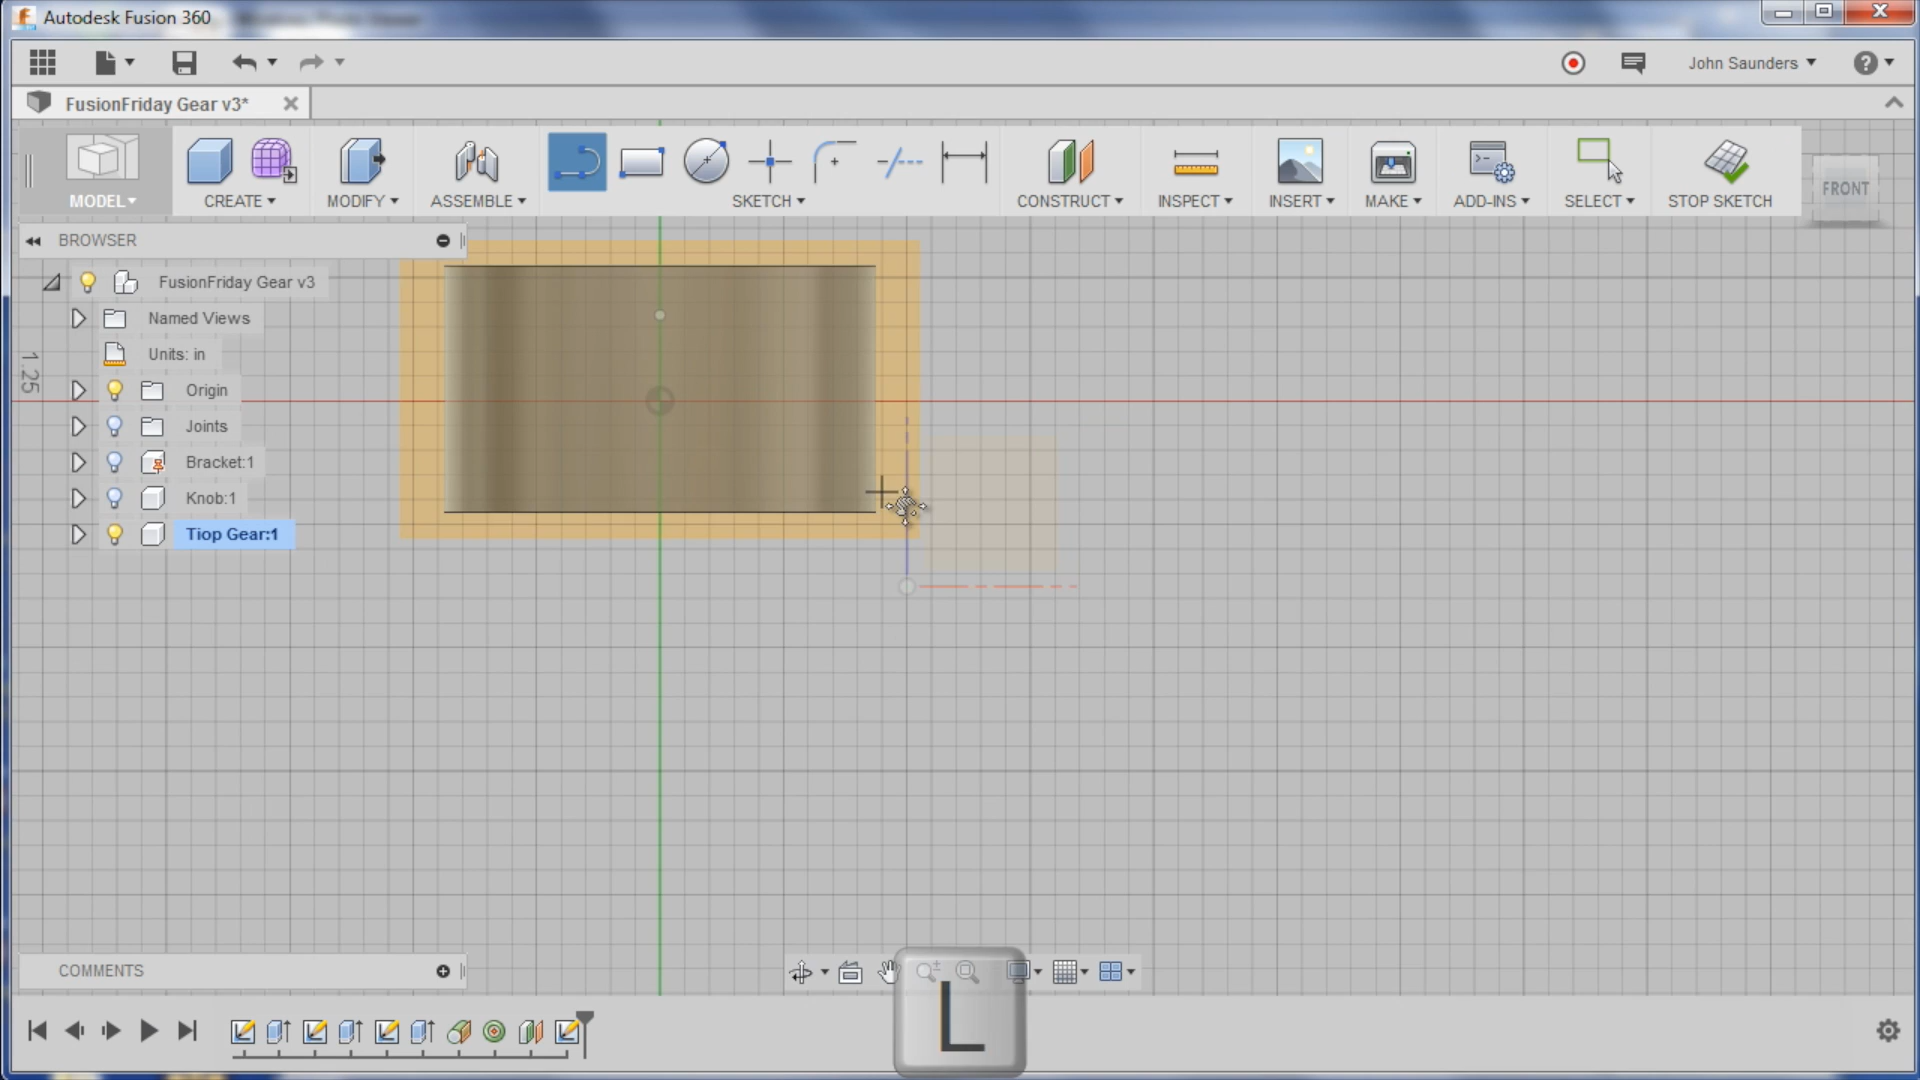 Autodesk Fusion 360
John Saunders
FusionFriday Gear v3*
MODEL
CREATE
MODIFY
ASSEMBLE
SKETCH
CONSTRUCT
INSPECT
INSERT
MAKE
ADD-INS
SELECT
STOP SKETCH
FRONT
BROWSER
FusionFriday Gear v3
Named Views
Units: in
1.25
Origin
Joints
Bracket:1
Knob:1
Tiop Gear:1
COMMENTS
L